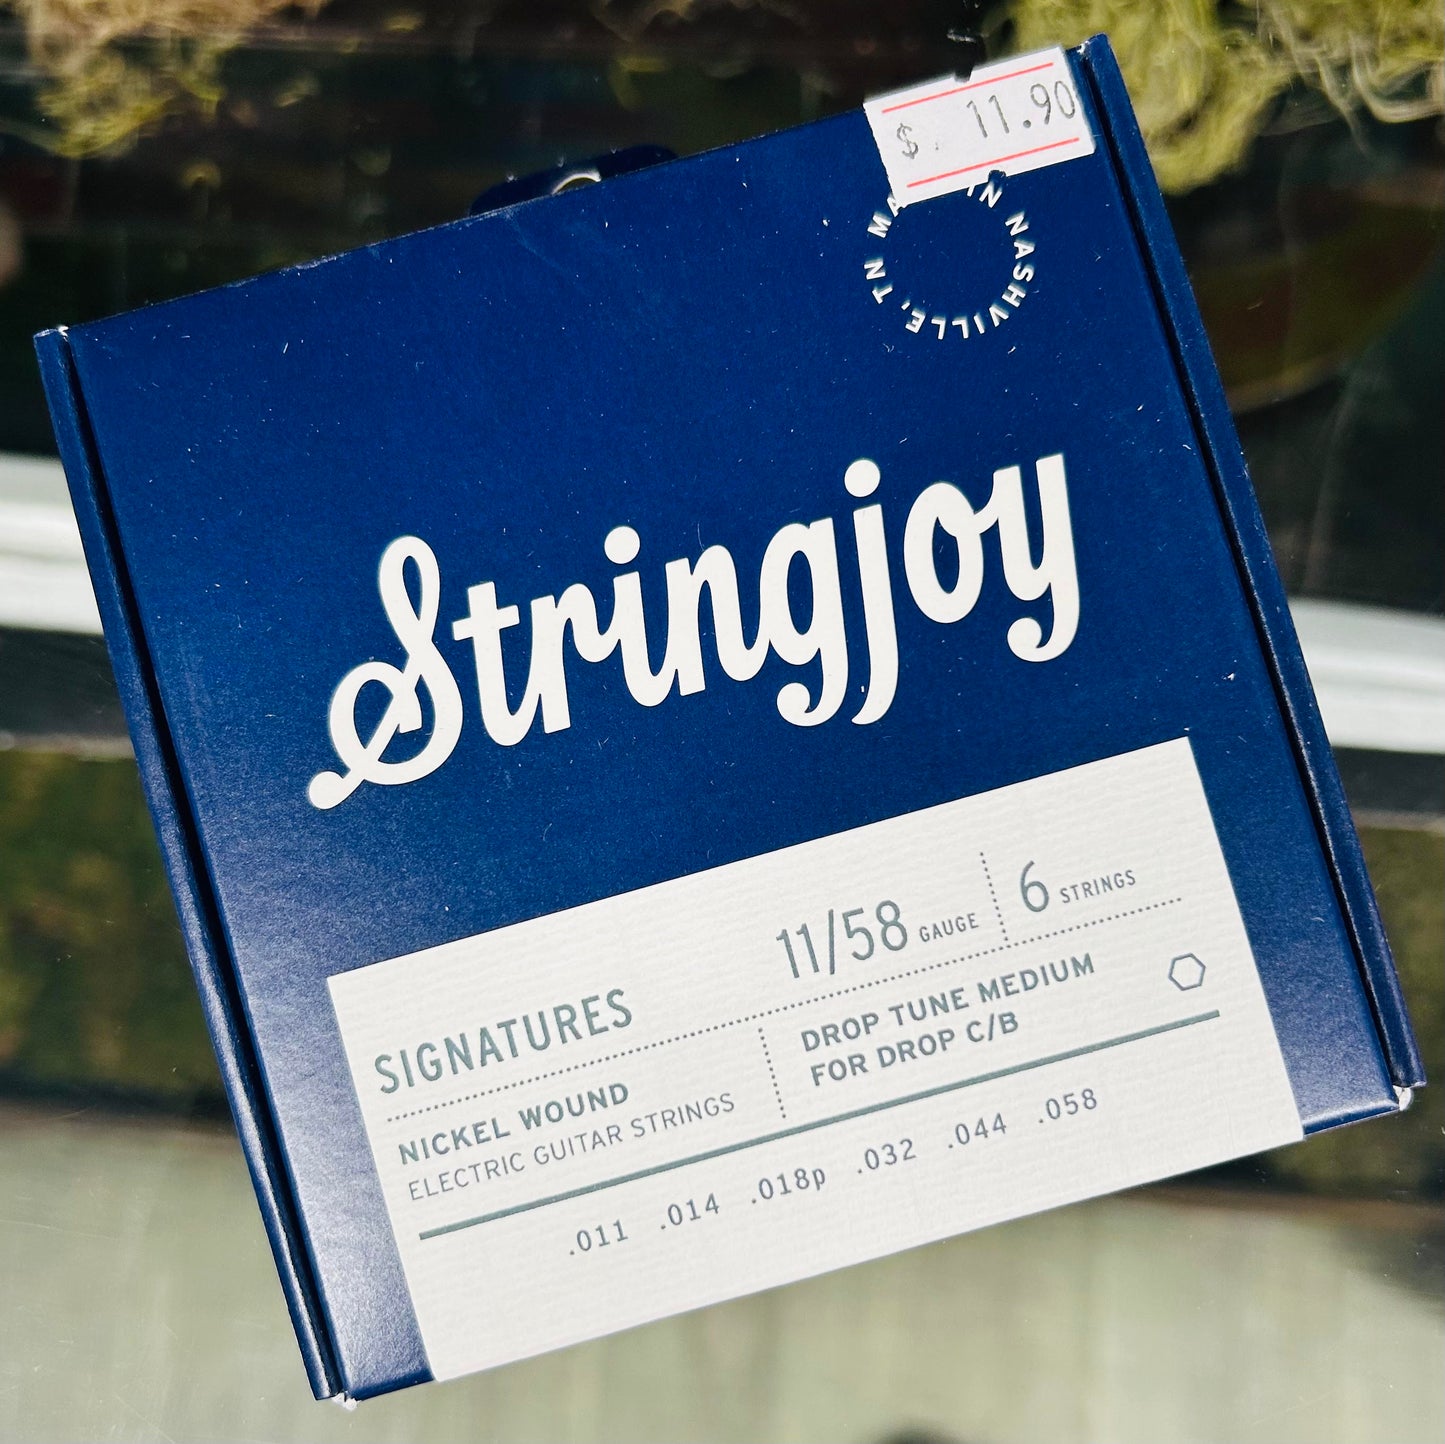 $ 11.90
IN NASHVILLE, TN
Stringjoy
SIGNATURES
11/58 GAUGE
6 STRINGS
NICKEL WOUND
ELECTRIC GUITAR STRINGS
DROP TUNE MEDIUM
FOR DROP C/B
.011 .014 .018p .032 .044 .058